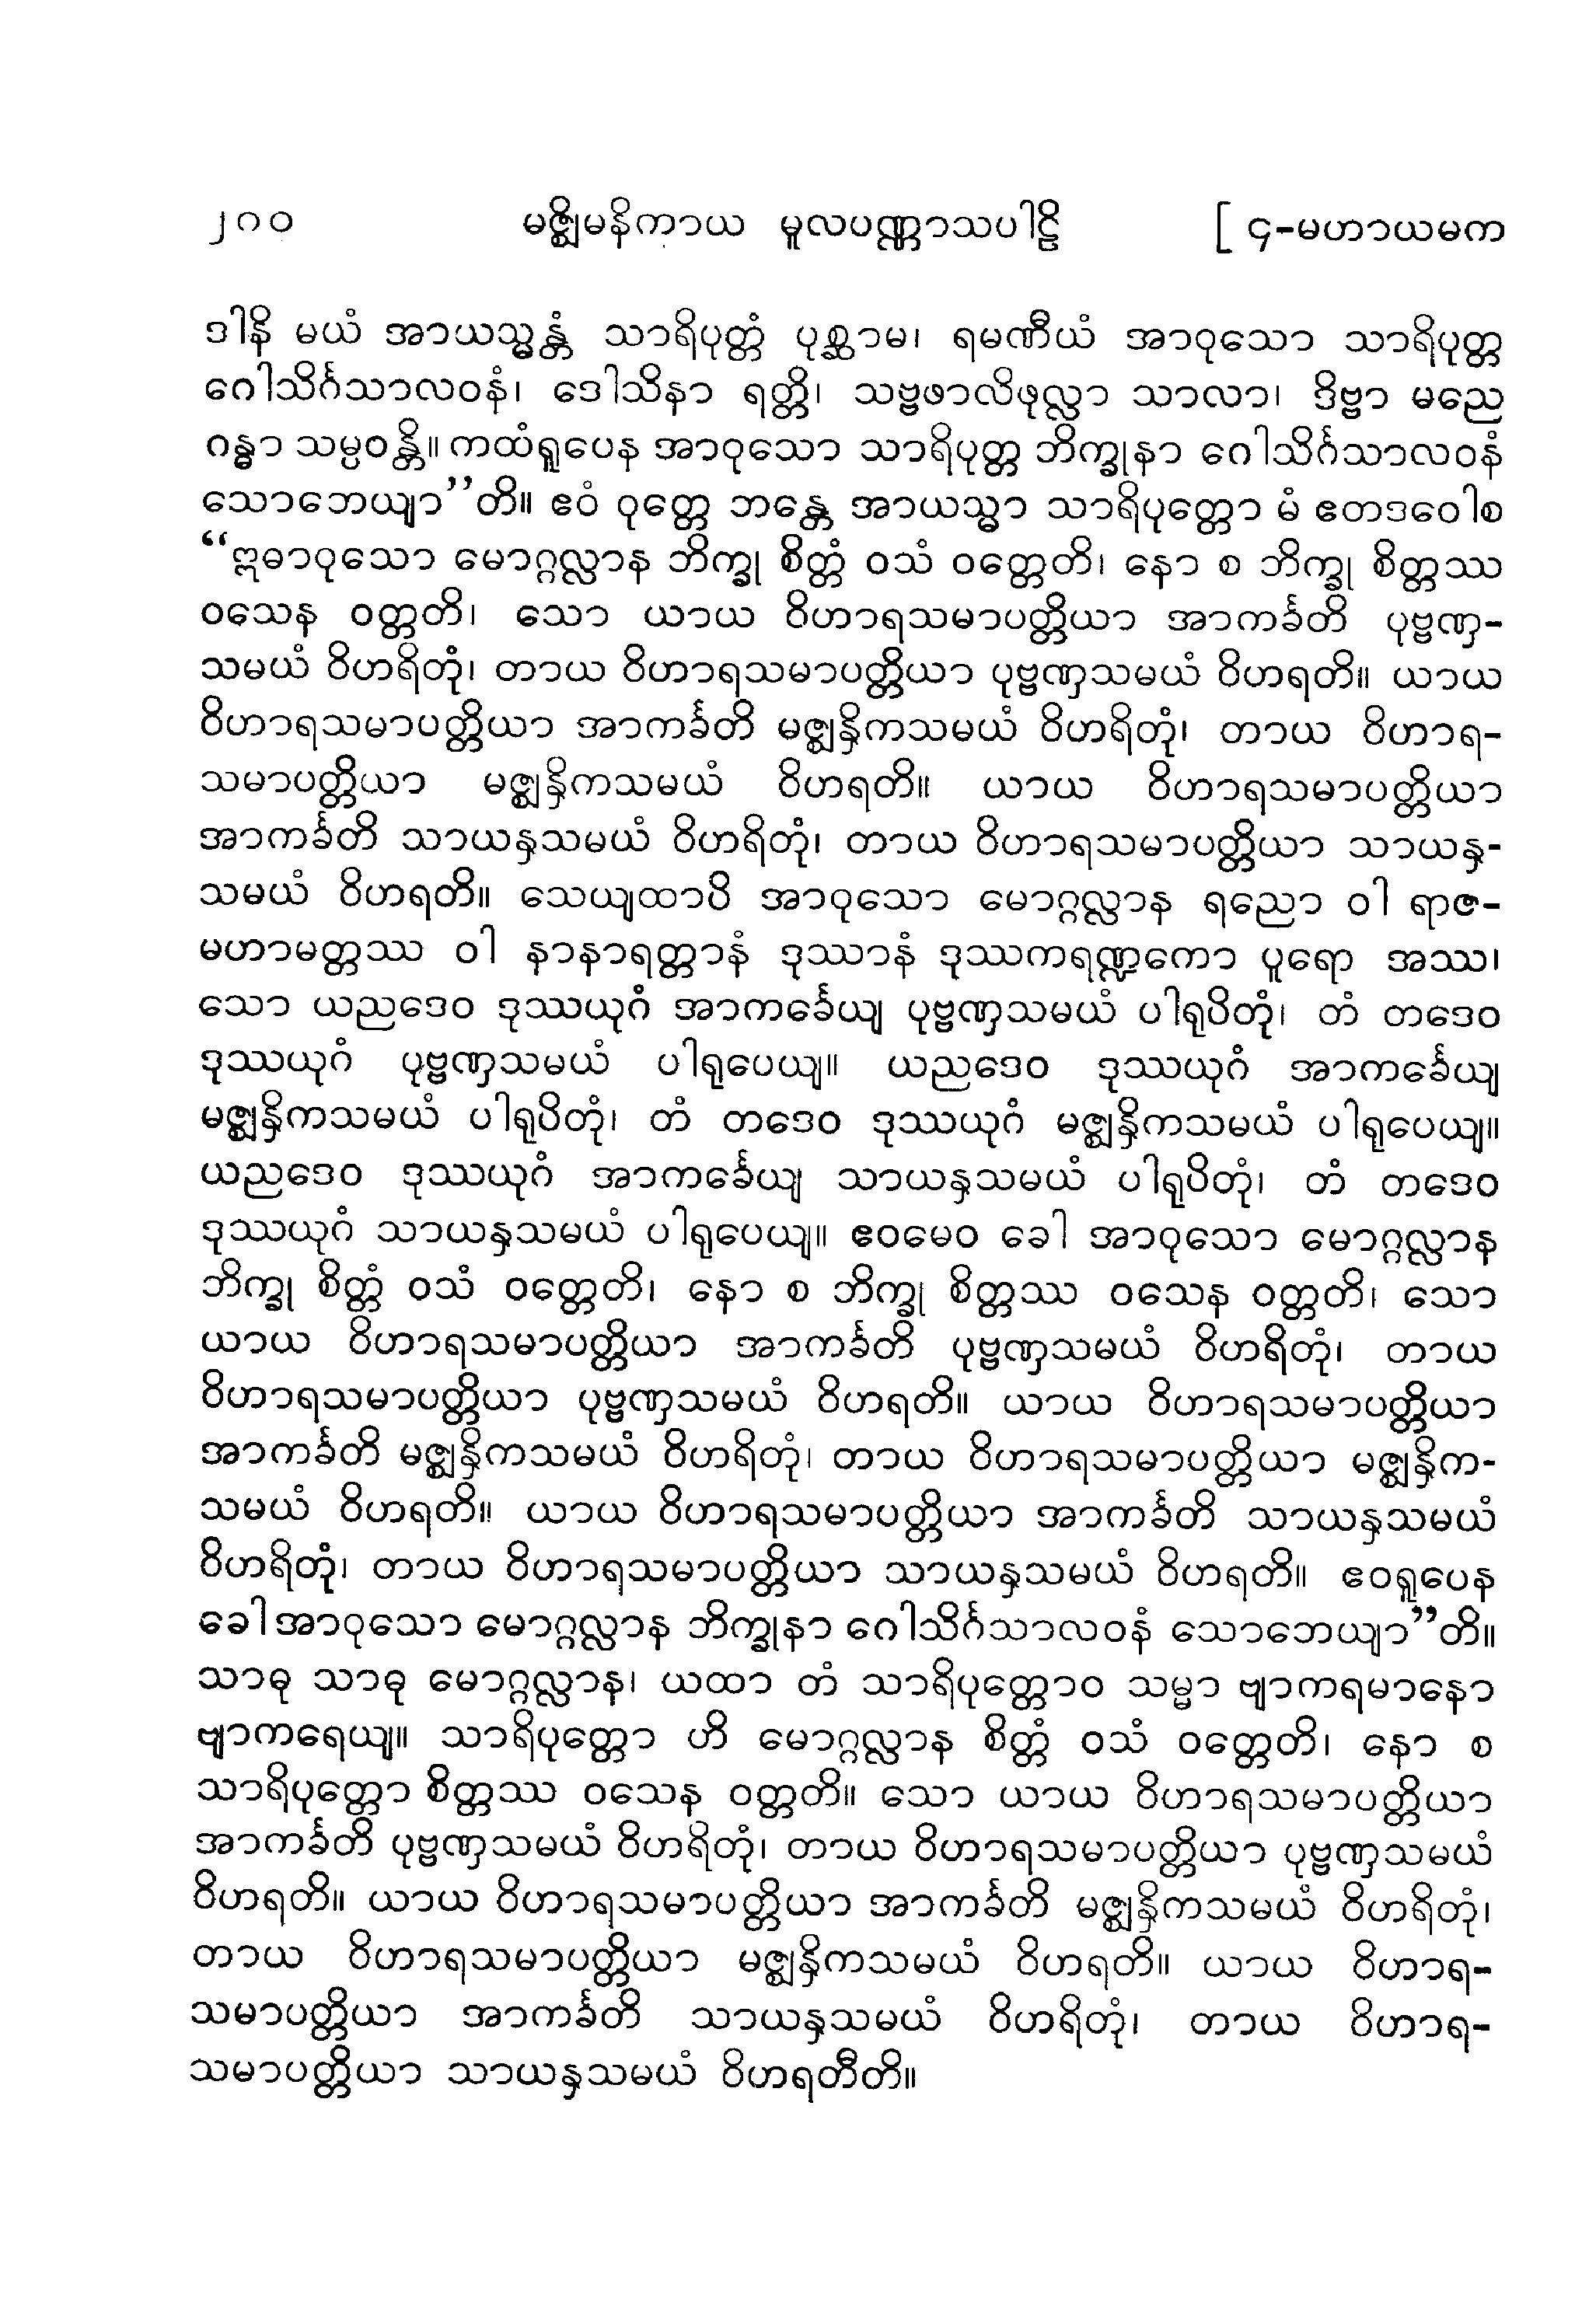 ၂၈၀ မဇ္ဈိမနိကာယ မူလပဏ္ဏာသပါဠိ [ ၄-မဟာယမက
ဒါနိ မယံ အာယသ္မန္တံ သာရိပုတ္တံ ပုစ္ဆာမ၊ ရမဏီယံ အာဝုသော သာရိပုတ္တ
ဂေါသိင်္ဂသာလဝနံ၊ ဒေါသိနာ ရတ္တိ၊ သဗ္ဗဖာလိဖုလ္လာ သာလာ၊ ဒိဗ္ဗာ မညေ
ဂန္ဓာ သမ္ပဝန္တိ။ ကထံရူပေန အာဝုသော သာရိပုတ္တ ဘိက္ခုနာ ဂေါသိင်္ဂသာလဝနံ
သောဘေယျာ”တိ။ ဧဝံ ဝုတ္တေ ဘန္တေ အာယသ္မာ သာရိပုတ္တော မံ ဧတဒဝေါစ
“ဣဓာဝုသော မောဂ္ဂလ္လာန ဘိက္ခု စိတ္တံ ဝသံ ဝတ္တေတိ၊ နော စ ဘိက္ခု စိတ္တဿ
ဝသေန ဝတ္တတိ၊ သော ယာယ ဝိဟာရသမာပတ္တိယာ အာကင်္ခတိ ပုဗ္ဗဏှ-
သမယံ ဝိဟရိတုံ၊ တာယ ဝိဟာရသမာပတ္တိယာ ပုဗ္ဗဏှသမယံ ဝိဟရတိ။ ယာယ
ဝိဟာရသမာပတ္တိယာ အာကင်္ခတိ မဇ္ဈနှိကသမယံ ဝိဟရိတုံ၊ တာယ ဝိဟာရ-
သမာပတ္တိယာ မဇ္ဈနှိကသမယံ ဝိဟရတိ။ ယာယ ဝိဟာရသမာပတ္တိယာ
အာကင်္ခတိ သာယနှသမယံ ဝိဟရိတုံ၊ တာယ ဝိဟာရသမာပတ္တိယာ သာယနှ-
သမယံ ဝိဟရတိ။ သေယျထာပိ အာဝုသော မောဂ္ဂလ္လာန ရညော ဝါ ရာဇ-
မဟာမတ္တဿ ဝါ နာနာရတ္တာနံ ဒုဿာနံ ဒုဿကရဏ္ဍကော ပူရော အဿ၊
သော ယညဒေဝ ဒုဿယုဂံ အာကင်္ခေယျ ပုဗ္ဗဏှသမယံ ပါရုပိတုံ၊ တံ တဒေဝ
ဒုဿယုဂံ ပုဗ္ဗဏှသမယံ ပါရုပေယျ။ ယညဒေဝ ဒုဿယုဂံ အာကင်္ခေယျ
မဇ္ဈနှိကသမယံ ပါရုပိတုံ၊ တံ တဒေဝ ဒုဿယုဂံ မဇ္ဈနှိကသမယံ ပါရုပေယျ။
ယညဒေဝ ဒုဿယုဂံ အာကင်္ခေယျ သာယနှသမယံ ပါရုပိတုံ၊ တံ တဒေဝ
ဒုဿယုဂံ သာယနှသမယံ ပါရုပေယျ။ ဧဝမေဝ ခေါ အာဝုသော မောဂ္ဂလ္လာန
ဘိက္ခု စိတ္တံ ဝသံ ဝတ္တေတိ၊ နော စ ဘိက္ခု စိတ္တဿ ဝသေန ဝတ္တတိ၊ သော
ယာယ ဝိဟာရသမာပတ္တိယာ အာကင်္ခတိ ပုဗ္ဗဏှသမယံ ဝိဟရိတုံ၊ တာယ
ဝိဟာရသမာပတ္တိယာ ပုဗ္ဗဏှသမယံ ဝိဟရတိ။ ယာယ ဝိဟာရသမာပတ္တိယာ
အာကင်္ခတိ မဇ္ဈနှိကသမယံ ဝိဟရိတုံ၊ တာယ ဝိဟာရသမာပတ္တိယာ မဇ္ဈနှိက-
သမယံ ဝိဟရတိ။ ယာယ ဝိဟာရသမာပတ္တိယာ အာကင်္ခတိ သာယနှသမယံ
ဝိဟရိတုံ၊ တာယ ဝိဟာရသမာပတ္တိယာ သာယနှသမယံ ဝိဟရတိ။ ဧဝရူပေန
ခေါ အာဝုသော မောဂ္ဂလ္လာန ဘိက္ခုနာ ဂေါသိင်္ဂသာလဝနံ သောဘေယျာ”တိ။
သာဓု သာဓု မောဂ္ဂလ္လာန၊ ယထာ တံ သာရိပုတ္တောဝ သမ္မာ ဗျာကရမာနော
ဗျာကရေယျ။ သာရိပုတ္တော ဟိ မောဂ္ဂလ္လာန စိတ္တံ ဝသံ ဝတ္တေတိ၊ နော စ
သာရိပုတ္တော စိတ္တဿ ဝသေန ဝတ္တတိ။ သော ယာယ ဝိဟာရသမာပတ္တိယာ
အာကင်္ခတိ ပုဗ္ဗဏှသမယံ ဝိဟရိတုံ၊ တာယ ဝိဟာရသမာပတ္တိယာ ပုဗ္ဗဏှသမယံ
ဝိဟရတိ။ ယာယ ဝိဟာရသမာပတ္တိယာ အာကင်္ခတိ မဇ္ဈနှိကသမယံ ဝိဟရိတုံ၊
တာယ ဝိဟာရသမာပတ္တိယာ မဇ္ဈနှိကသမယံ ဝိဟရတိ။ ယာယ ဝိဟာရ-
သမာပတ္တိယာ အာကင်္ခတိ သာယနှသမယံ ဝိဟရိတုံ၊ တာယ ဝိဟာရ-
သမာပတ္တိယာ သာယနှသမယံ ဝိဟရတီတိ။